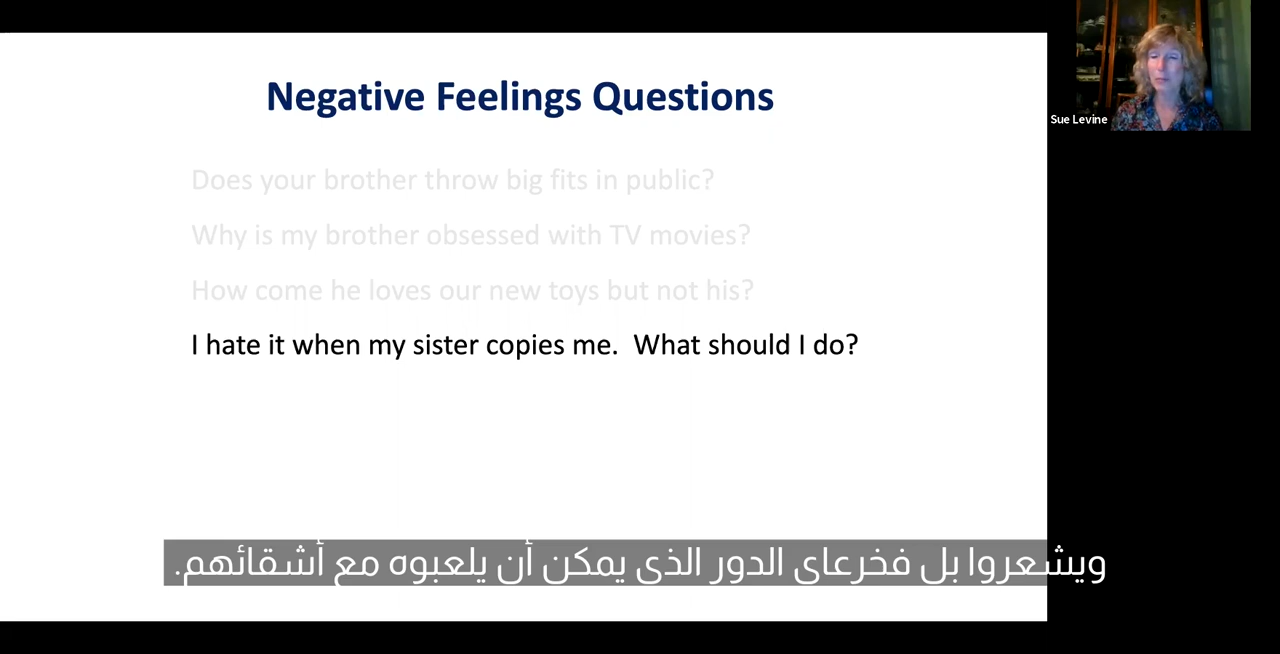 Negative Feelings Questions
Sue Levine
Does your brother throw big fits in public?
Why is my brother obsessed with TV movies?
How come he loves our new toys but not his?
I hate it when my sister copies me.  What should I do?
ويشعروا بل فخرعاى الدور الذى يمكن أن يلعبوه مع أشقائهم.